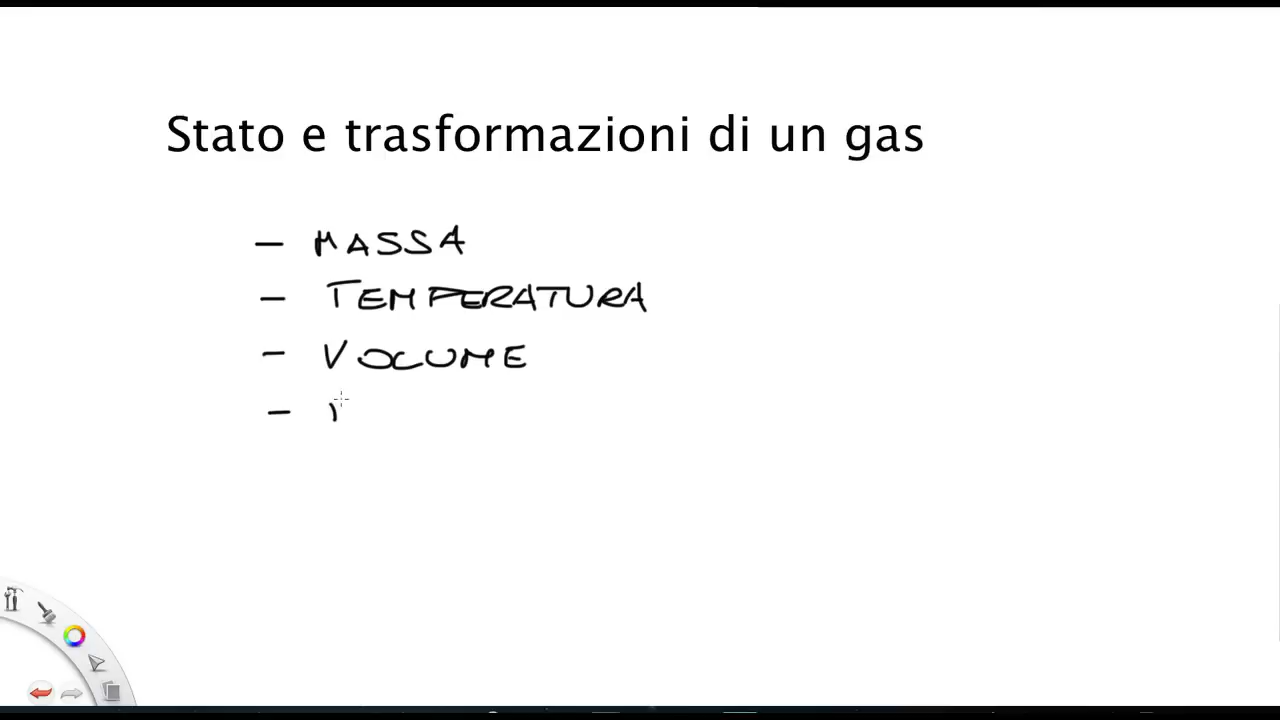 Stato e trasformazioni di un gas
- MASSA
- TEMPERATURA
- VOLUME
-